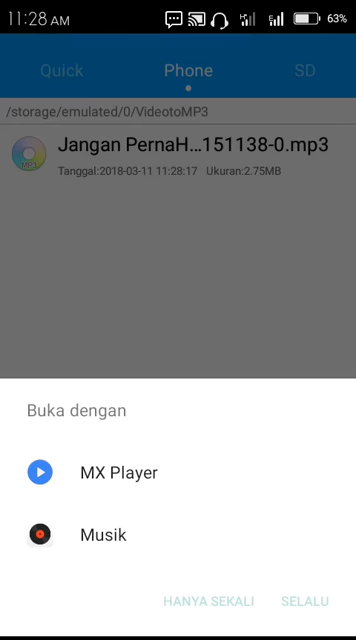 11:28 AM
63%
Quick
Phone
SD
/storage/emulated/0/VideotoMP3
Jangan PernaH...151138-0.mp3
MP3
Tanggal:2018-03-11 11:28:17 Ukuran:2.75MB
Buka dengan
MX Player
Musik
HANYA SEKALI
SELALU